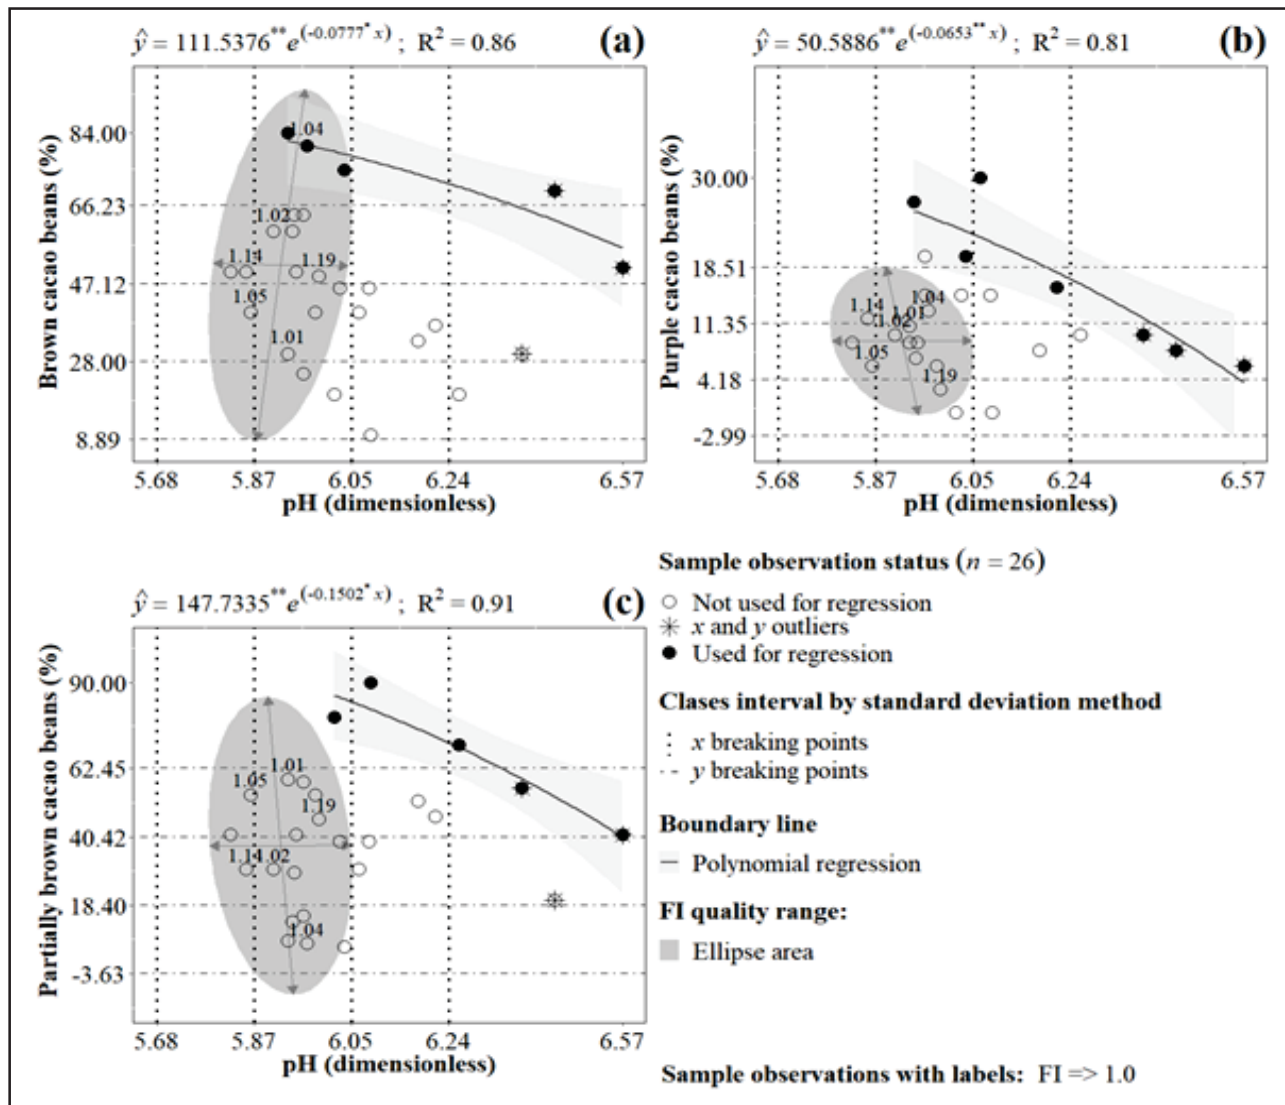 ŷ = 111.5376** e^(-0.0777* x) ; R² = 0.86
(a)
Brown cacao beans (%)
84.00
66.23
47.12
28.00
8.89
1.04
1.02
1.14
1.19
1.05
1.01
5.68 5.87 6.05 6.24 6.57
pH (dimensionless)
ŷ = 50.5886** e^(-0.0653** x) ; R² = 0.81
(b)
Purple cacao beans (%)
30.00
18.51
11.35
4.18
-2.99
1.14
1.04
1.01
1.02
1.05
1.19
5.68 5.87 6.05 6.24 6.57
pH (dimensionless)
ŷ = 147.7335** e^(-0.1502* x) ; R² = 0.91
(c)
Partially brown cacao beans (%)
90.00
62.45
40.42
18.40
-3.63
1.01
1.05
1.19
1.14
1.02
1.04
5.68 5.87 6.05 6.24 6.57
pH (dimensionless)
Sample observation status (n = 26)
Not used for regression
x and y outliers
Used for regression
Clases interval by standard deviation method
x breaking points
y breaking points
Boundary line
Polynomial regression
FI quality range:
Ellipse area
Sample observations with labels: FI => 1.0